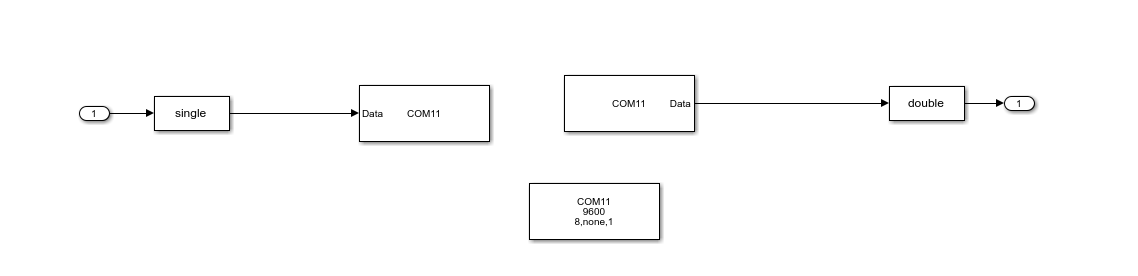 1
single
Data
COM11
COM11
Data
double
1
COM11
9600
8,none,1